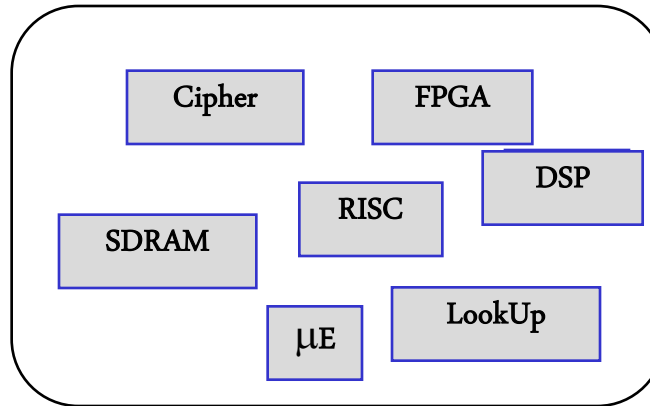 Cipher
FPGA
DSP
RISC
SDRAM
LookUp
μE